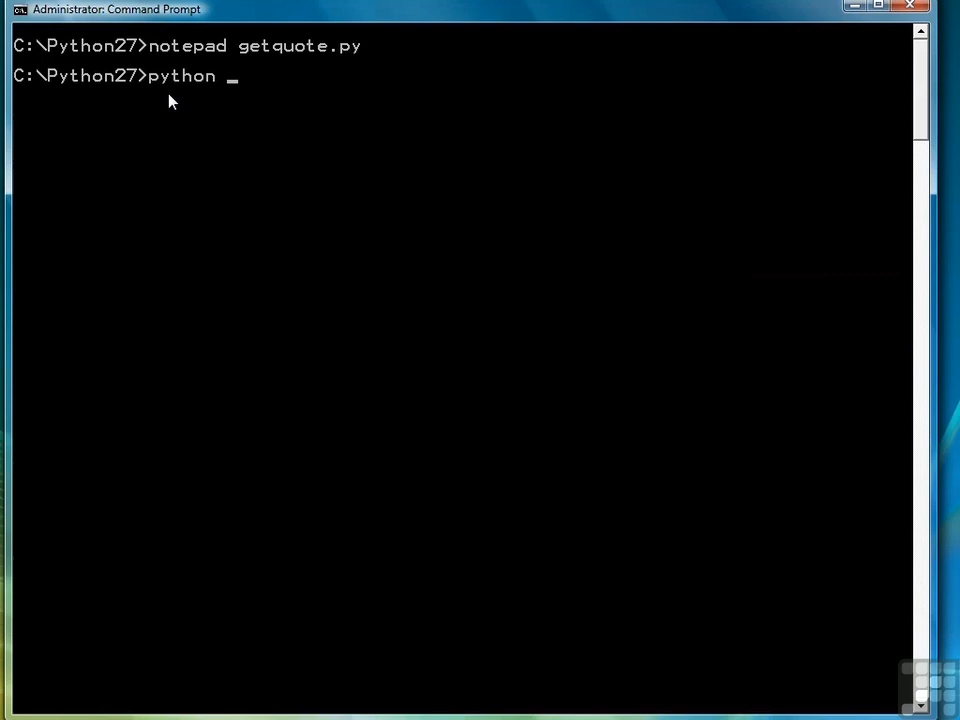 Administrator: Command Prompt
C:\Python27>notepad getquote.py
C:\Python27>python _